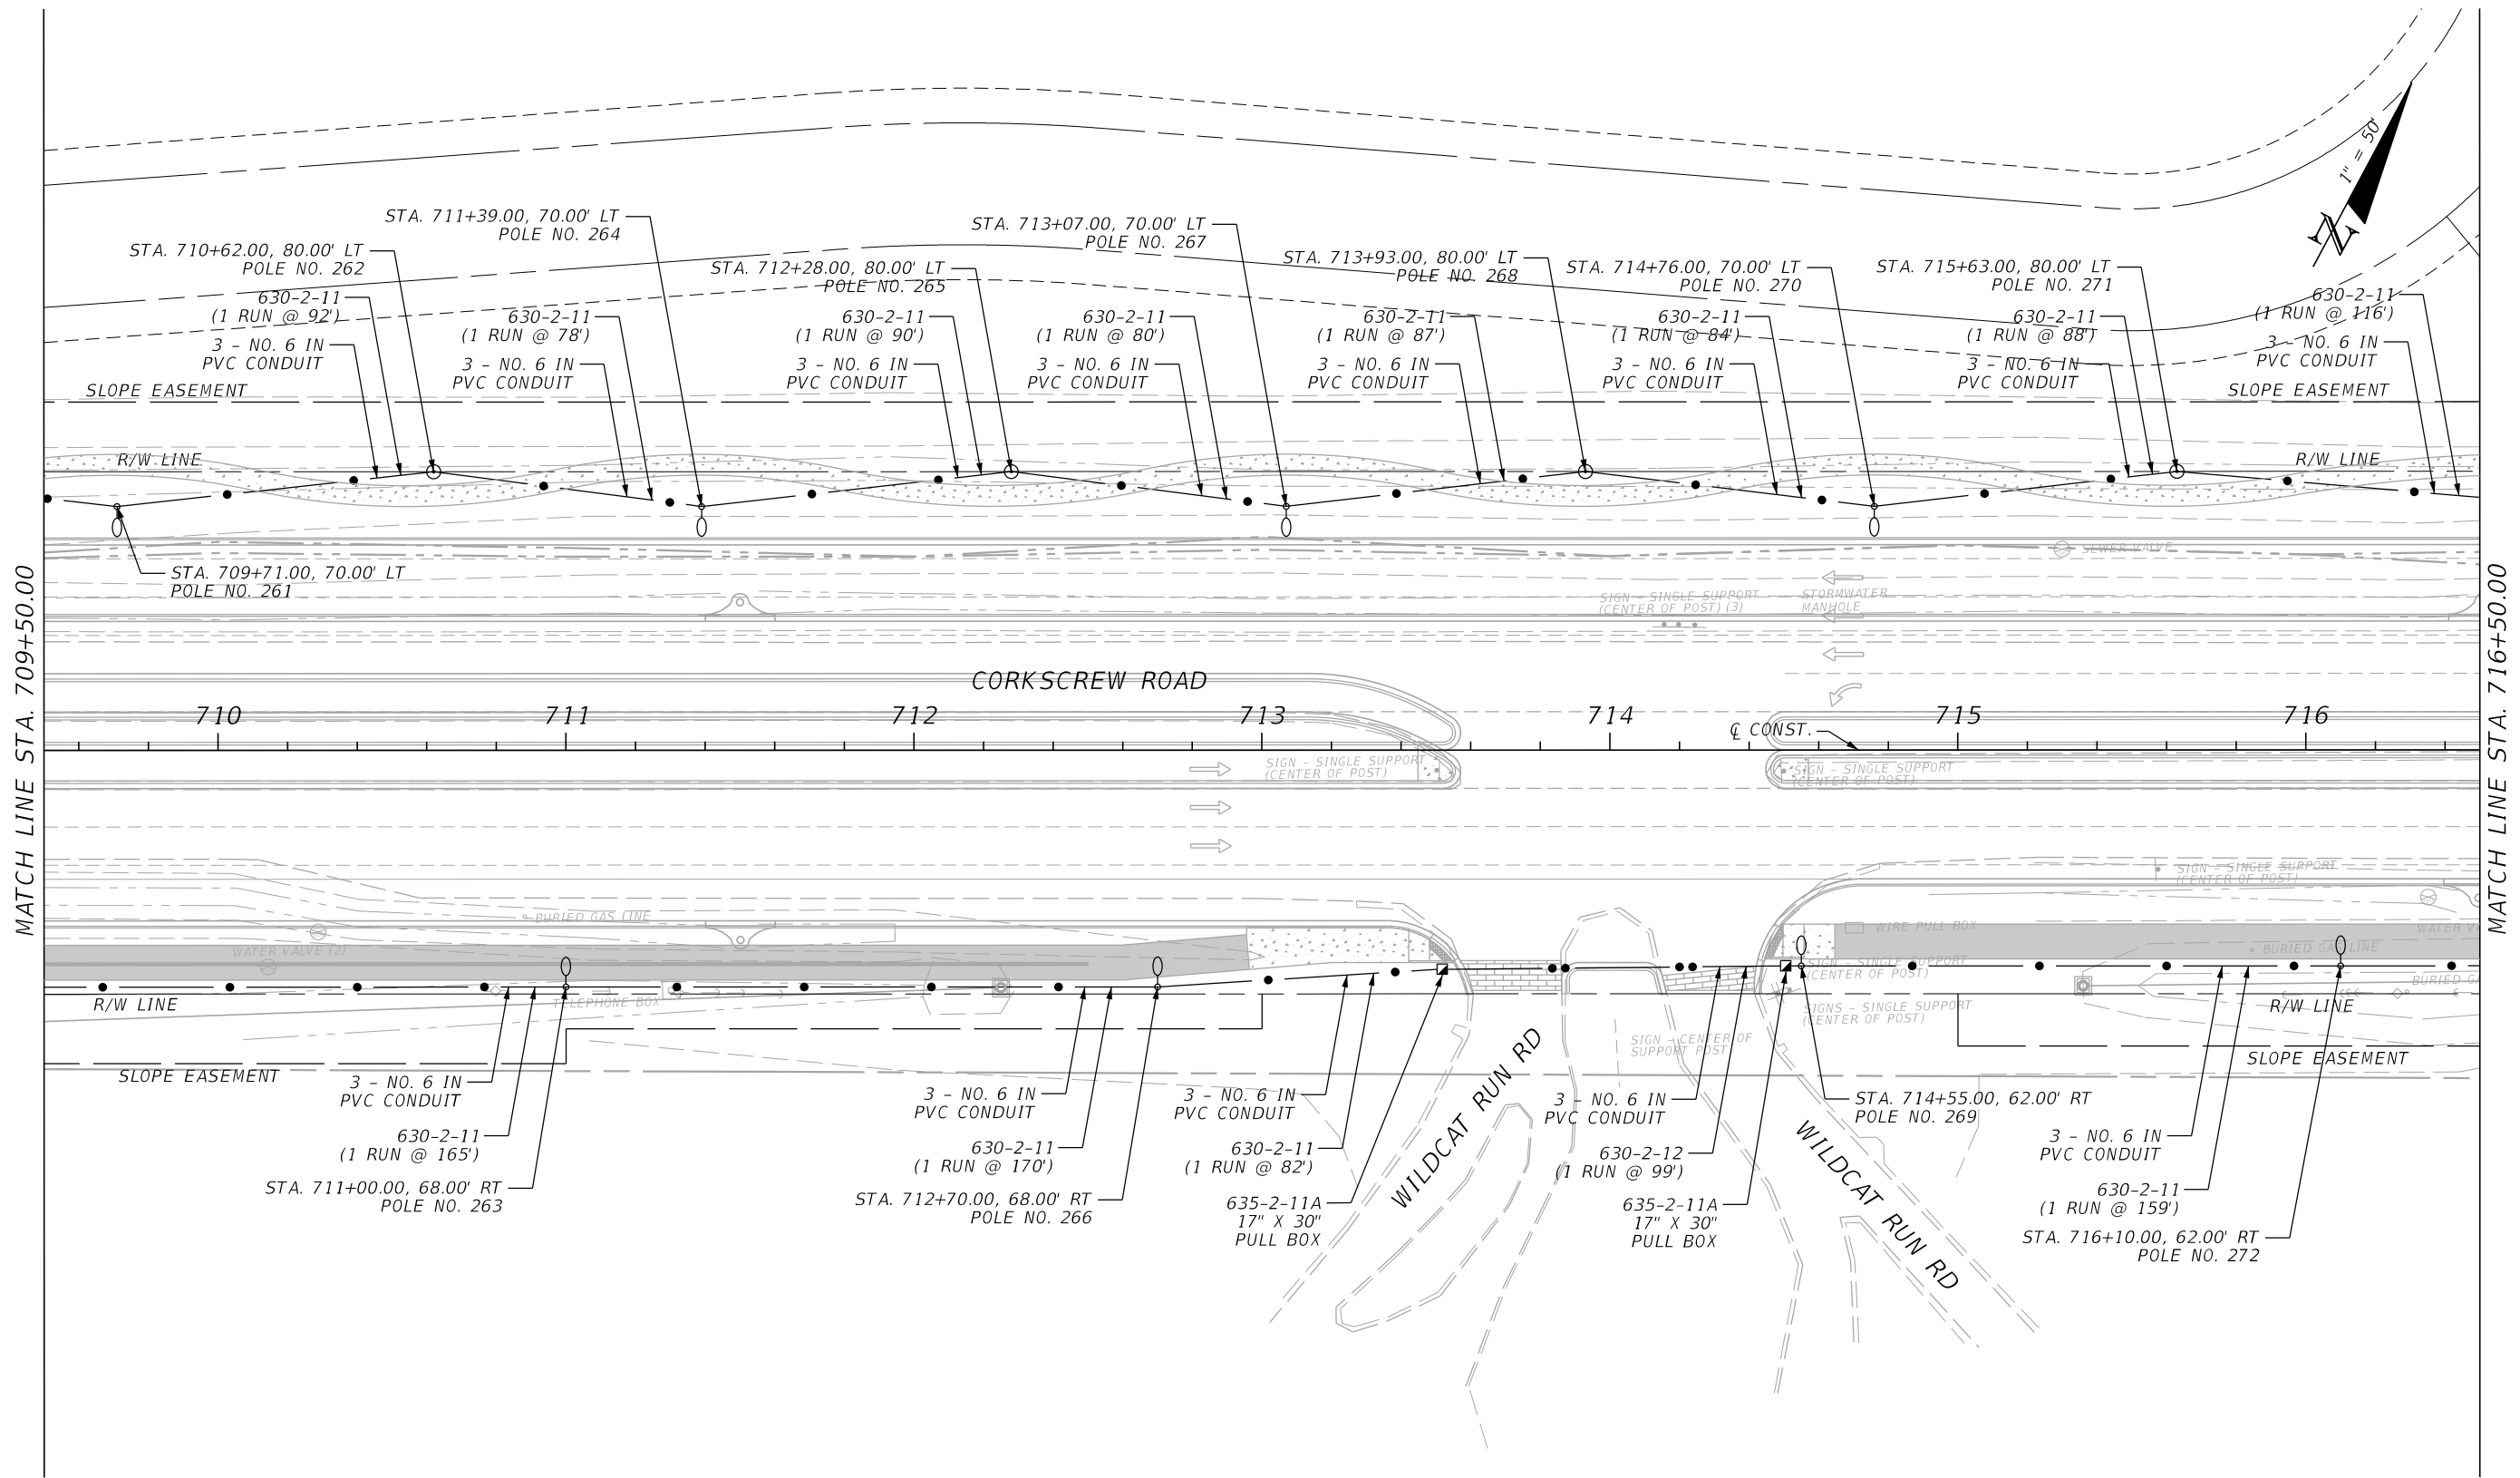 1" = 50'
N
STA. 711+39.00, 70.00' LT
POLE NO. 264
STA. 713+07.00, 70.00' LT
POLE NO. 267
STA. 710+62.00, 80.00' LT
POLE NO. 262
STA. 712+28.00, 80.00' LT
POLE NO. 265
STA. 713+93.00, 80.00' LT
POLE NO. 268
STA. 714+76.00, 70.00' LT
POLE NO. 270
STA. 715+63.00, 80.00' LT
POLE NO. 271
630-2-11
(1 RUN @ 92')
3 - NO. 6 IN
PVC CONDUIT
630-2-11
(1 RUN @ 78')
3 - NO. 6 IN
PVC CONDUIT
630-2-11
(1 RUN @ 90')
3 - NO. 6 IN
PVC CONDUIT
630-2-11
(1 RUN @ 80')
3 - NO. 6 IN
PVC CONDUIT
630-2-11
(1 RUN @ 87')
3 - NO. 6 IN
PVC CONDUIT
630-2-11
(1 RUN @ 84')
3 - NO. 6 IN
PVC CONDUIT
630-2-11
(1 RUN @ 88')
3 - NO. 6 IN
PVC CONDUIT
630-2-11
(1 RUN @ 116')
3 - NO. 6 IN
PVC CONDUIT
SLOPE EASEMENT
SLOPE EASEMENT
R/W LINE
R/W LINE
STA. 709+71.00, 70.00' LT
POLE NO. 261
SEWER VALVE
SIGN - SINGLE SUPPORT
(CENTER OF POST) (3)
STORMWATER
MANHOLE
MATCH LINE STA. 709+50.00
MATCH LINE STA. 716+50.00
CORKSCREW ROAD
710
711
712
713
714
715
716
℄ CONST.
SIGN - SINGLE SUPPORT
(CENTER OF POST)
SIGN - SINGLE SUPPORT
(CENTER OF POST)
SIGN - SINGLE SUPPORT
(CENTER OF POST)
BURIED GAS LINE
WATER VALVE (2)
WIRE PULL BOX
WATER VA
BURIED GAS LINE
SIGN - SINGLE SUPPORT
(CENTER OF POST)
BURIED GA
TELEPHONE BOX
R/W LINE
SIGNS - SINGLE SUPPORT
(CENTER OF POST)
R/W LINE
SIGN - CENTER OF
SUPPORT POST
SLOPE EASEMENT
SLOPE EASEMENT
3 - NO. 6 IN
PVC CONDUIT
630-2-11
(1 RUN @ 165')
STA. 711+00.00, 68.00' RT
POLE NO. 263
3 - NO. 6 IN
PVC CONDUIT
630-2-11
(1 RUN @ 170')
STA. 712+70.00, 68.00' RT
POLE NO. 266
3 - NO. 6 IN
PVC CONDUIT
630-2-11
(1 RUN @ 82')
635-2-11A
17" X 30"
PULL BOX
WILDCAT RUN RD
3 - NO. 6 IN
PVC CONDUIT
630-2-12
(1 RUN @ 99')
635-2-11A
17" X 30"
PULL BOX
STA. 714+55.00, 62.00' RT
POLE NO. 269
WILDCAT RUN RD
3 - NO. 6 IN
PVC CONDUIT
630-2-11
(1 RUN @ 159')
STA. 716+10.00, 62.00' RT
POLE NO. 272